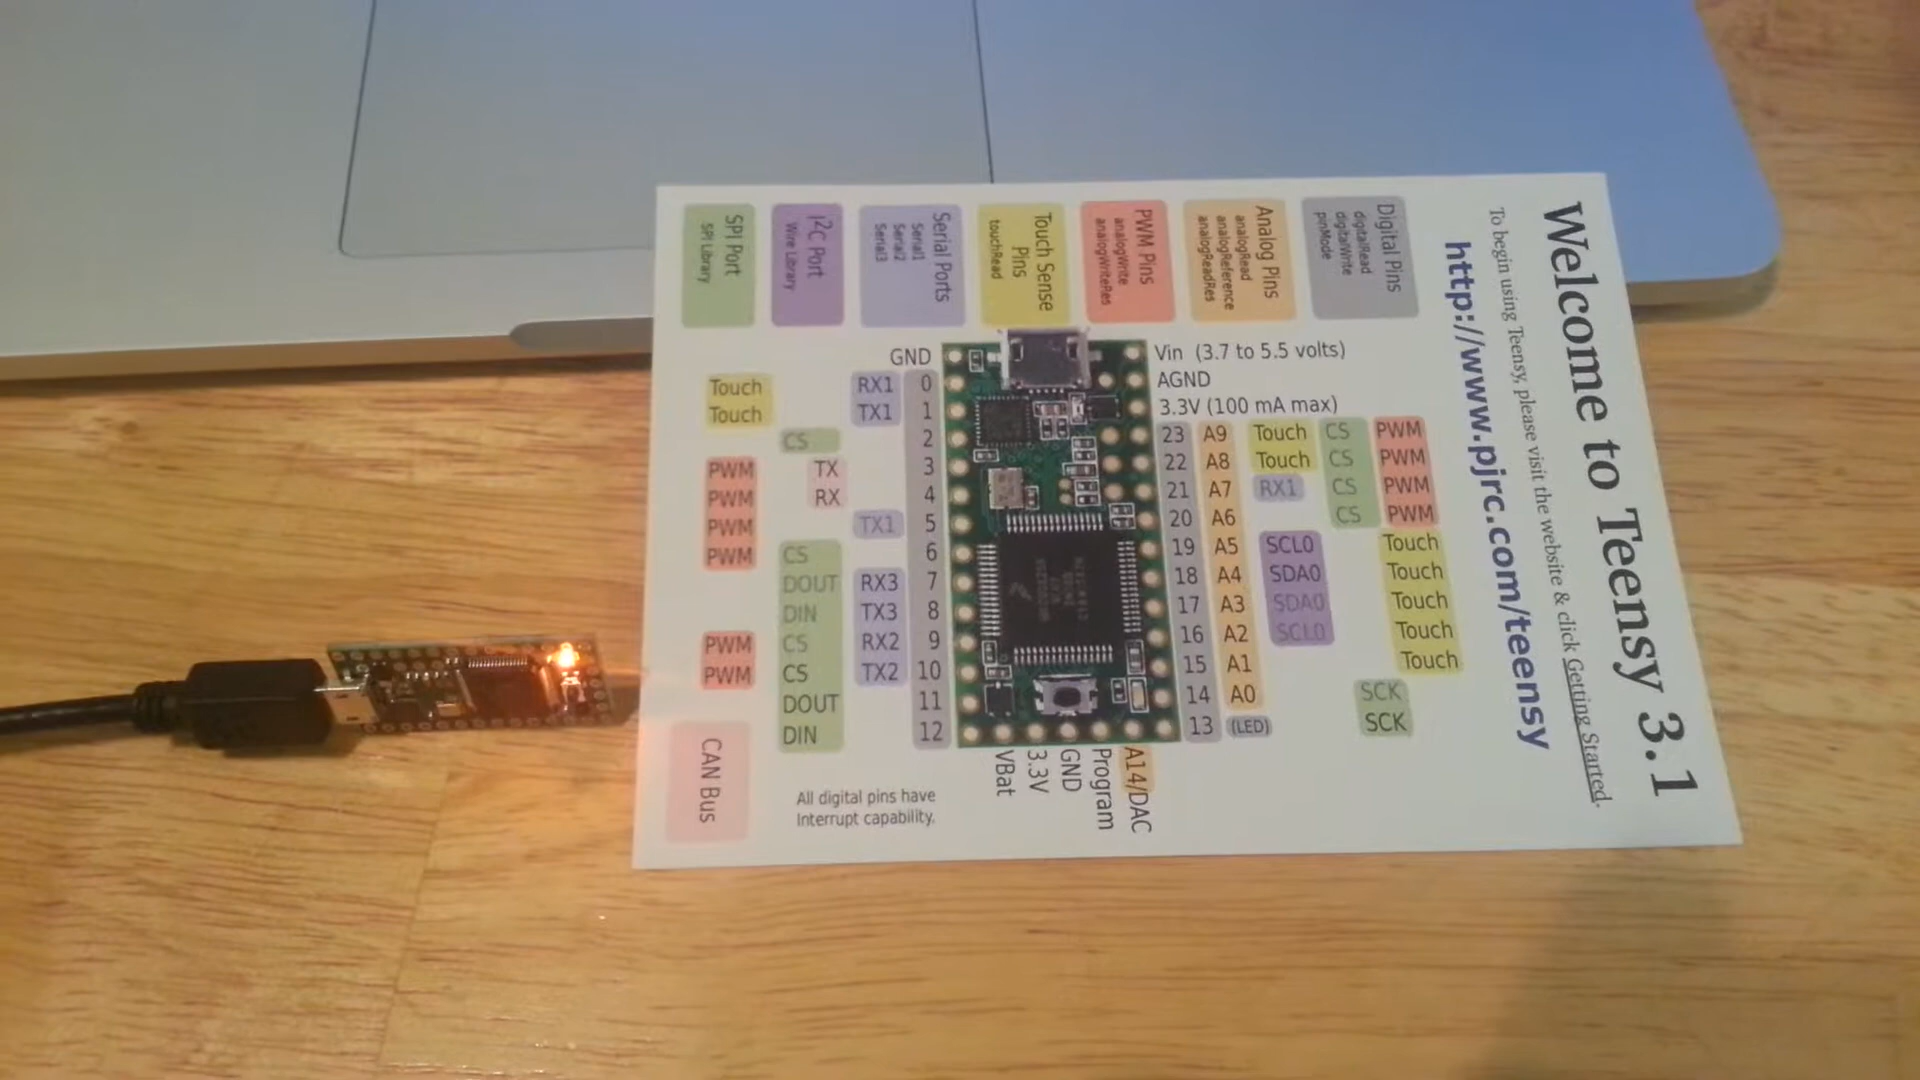 Welcome to Teensy 3.1
To begin using Teensy, please visit the website & click Getting Started.
http://www.pjrc.com/teensy
Digital Pins
digitalRead
digitalWrite
pinMode
Analog Pins
analogRead
analogReference
analogReadRes
PWM Pins
analogWrite
analogWriteRes
Touch Sense
Pins
touchRead
Serial Ports
Serial1
Serial2
Serial3
I²C Port
Wire Library
SPI Port
SPI Library
GND
Touch RX1 0
Touch TX1 1
CS 2
PWM TX 3
PWM RX 4
PWM TX1 5
PWM CS 6
DOUT RX3 7
DIN TX3 8
PWM CS RX2 9
PWM CS TX2 10
DOUT 11
DIN 12
Vin (3.7 to 5.5 volts)
AGND
3.3V (100 mA max)
23 A9 Touch CS PWM
22 A8 Touch CS PWM
21 A7 RX1 CS PWM
20 A6 CS PWM
19 A5 SCL0 Touch
18 A4 SDA0 Touch
17 A3 SDA0 Touch
16 A2 SCL0 Touch
15 A1 Touch
14 A0 SCK
13 (LED) SCK
VBat
3.3V
GND
Program
A14/DAC
CAN Bus
All digital pins have
Interrupt capability.